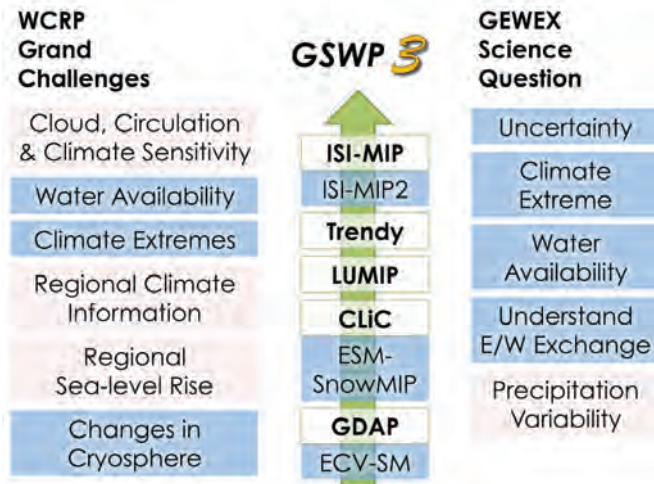 WCRP
Grand
Challenges
Cloud, Circulation
& Climate Sensitivity
Water Availability
Climate Extremes
Regional Climate
Information
Regional
Sea-level Rise
Changes in
Cryosphere
GSWP 3
ISI-MIP
ISI-MIP2
Trendy
LUMIP
CLiC
ESM-
SnowMIP
GDAP
ECV-SM
GEWEX
Science
Question
Uncertainty
Climate
Extreme
Water
Availability
Understand
E/W Exchange
Precipitation
Variability